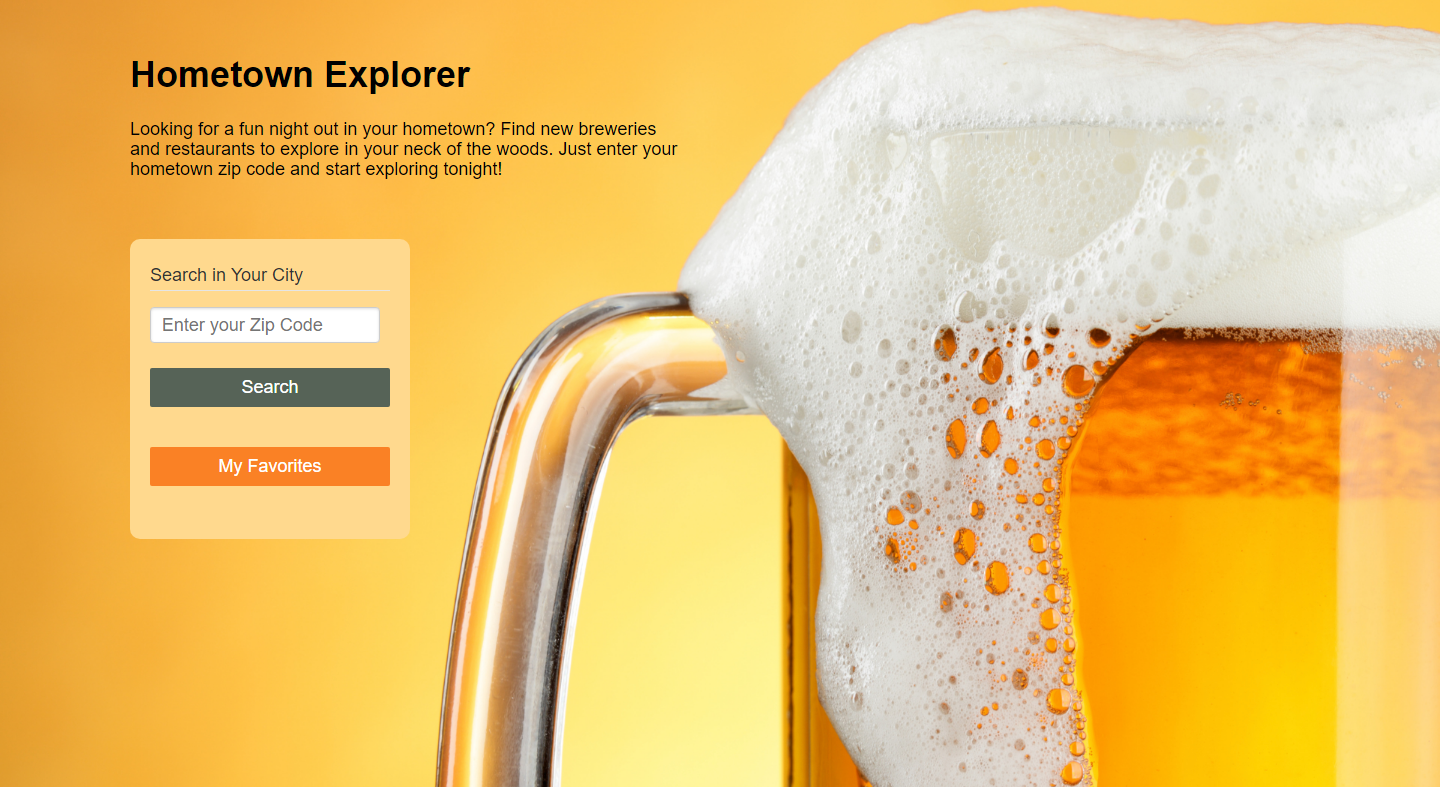 Hometown Explorer
Looking for a fun night out in your hometown? Find new breweries
and restaurants to explore in your neck of the woods. Just enter your
hometown zip code and start exploring tonight!
Search in Your City
Enter your Zip Code
Search
My Favorites